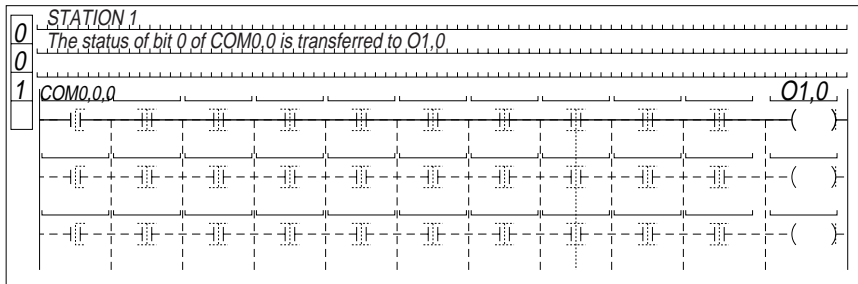 STATION 1
The status of bit 0 of COM0,0 is transferred to O1,0
0
0
1
COM0,0,0 O1,0